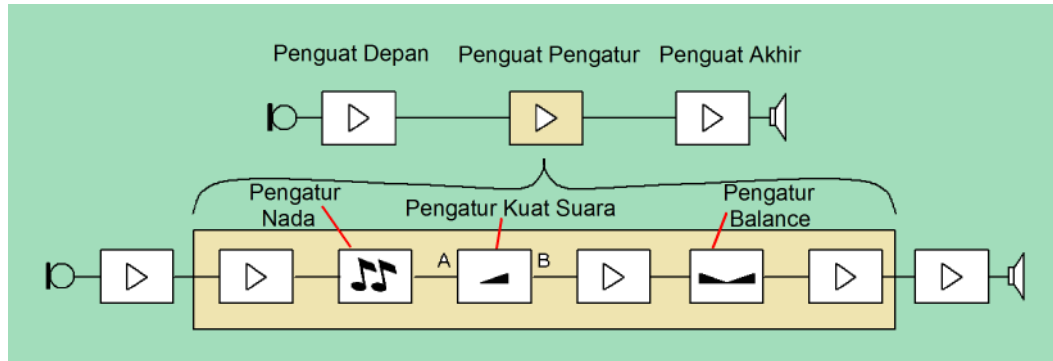 Penguat Depan Penguat Pengatur Penguat Akhir
Pengatur
Nada
Pengatur Kuat Suara
Pengatur
Balance
A B